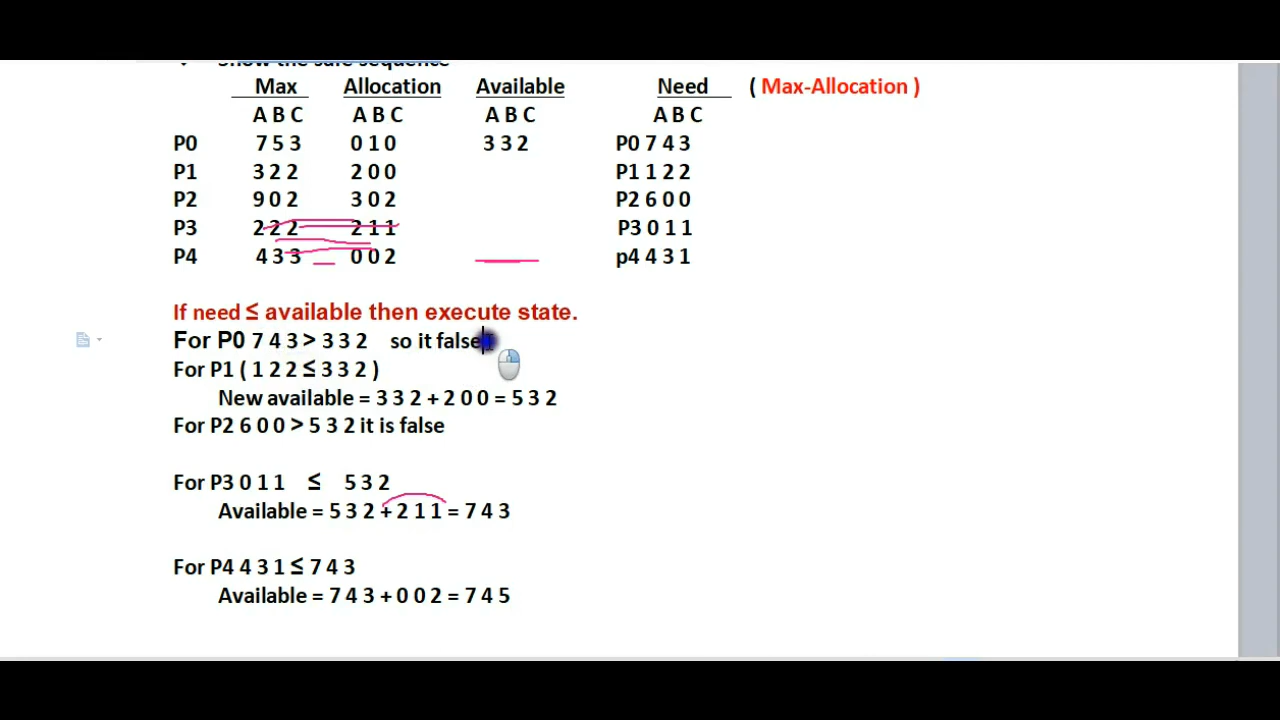 Show the safe sequence
Max Allocation Available Need ( Max-Allocation )
A B C A B C A B C A B C
P0 7 5 3 0 1 0 3 3 2 P0 7 4 3
P1 3 2 2 2 0 0 P1 1 2 2
P2 9 0 2 3 0 2 P2 6 0 0
P3 2 2 2 2 1 1 P3 0 1 1
P4 4 3 3 0 0 2 p4 4 3 1
If need ≤ available then execute state.
For P0 7 4 3 > 3 3 2 so it false
For P1 ( 1 2 2 ≤ 3 3 2 )
New available = 3 3 2 + 2 0 0 = 5 3 2
For P2 6 0 0 > 5 3 2 it is false
For P3 0 1 1 ≤ 5 3 2
Available = 5 3 2 + 2 1 1 = 7 4 3
For P4 4 3 1 ≤ 7 4 3
Available = 7 4 3 + 0 0 2 = 7 4 5